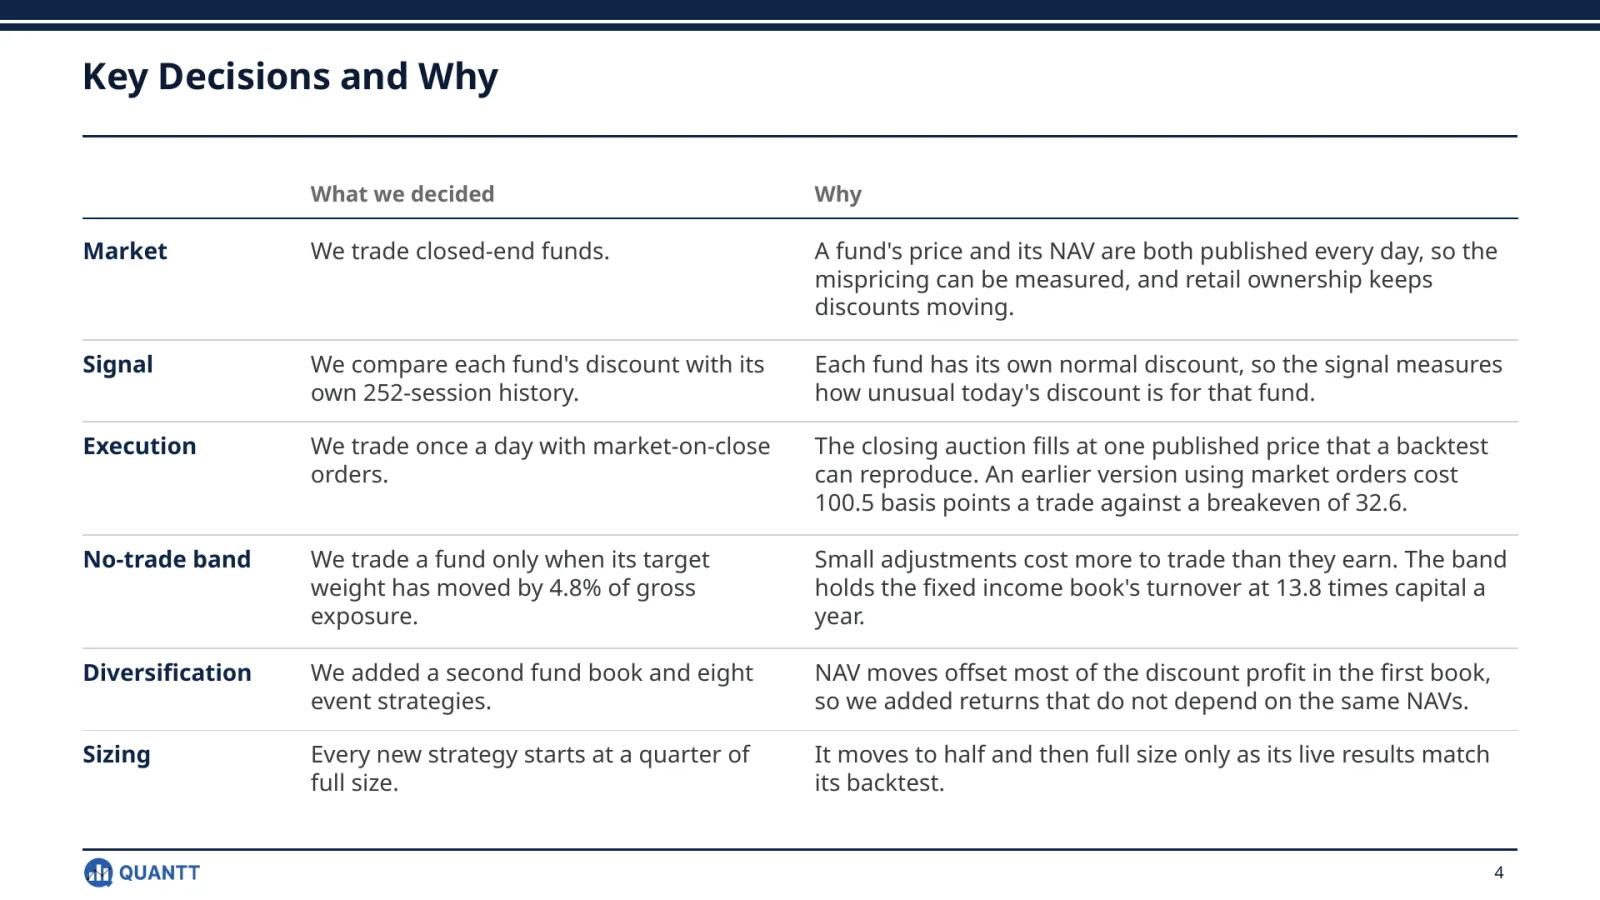 Key Decisions and Why
What we decided
Why
Market
We trade closed-end funds.
A fund's price and its NAV are both published every day, so the
mispricing can be measured, and retail ownership keeps
discounts moving.
Signal
We compare each fund's discount with its
own 252-session history.
Each fund has its own normal discount, so the signal measures
how unusual today's discount is for that fund.
Execution
We trade once a day with market-on-close
orders.
The closing auction fills at one published price that a backtest
can reproduce. An earlier version using market orders cost
100.5 basis points a trade against a breakeven of 32.6.
No-trade band
We trade a fund only when its target
weight has moved by 4.8% of gross
exposure.
Small adjustments cost more to trade than they earn. The band
holds the fixed income book's turnover at 13.8 times capital a
year.
Diversification
We added a second fund book and eight
event strategies.
NAV moves offset most of the discount profit in the first book,
so we added returns that do not depend on the same NAVs.
Sizing
Every new strategy starts at a quarter of
full size.
It moves to half and then full size only as its live results match
its backtest.
QUANTT
4